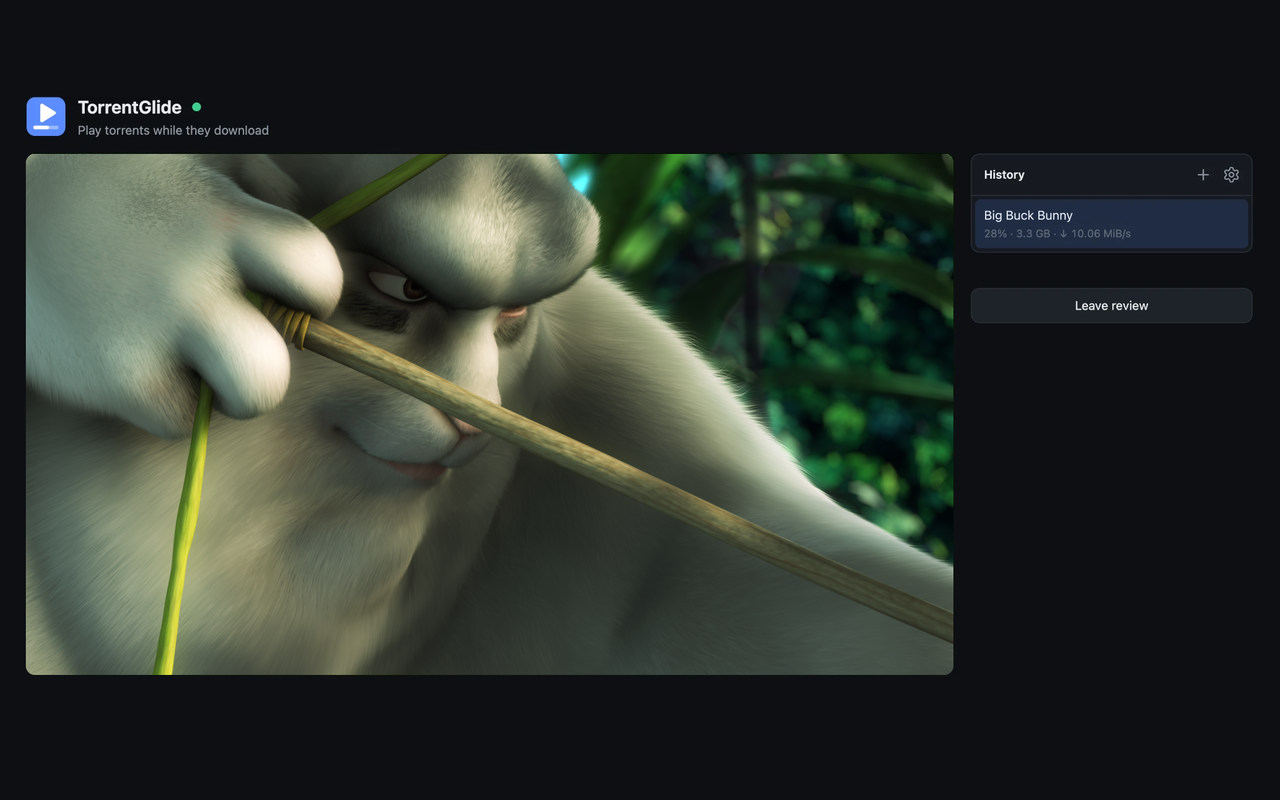 TorrentGlide
Play torrents while they download
History
Big Buck Bunny
28% · 3.3 GB · ↓ 10.06 MiB/s
Leave review